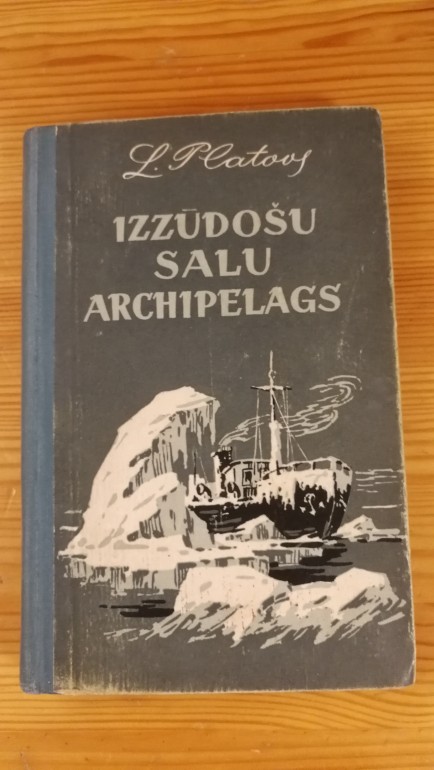 L. Platovs
IZZŪDOŠU
SALU
ARCHIPELAGS